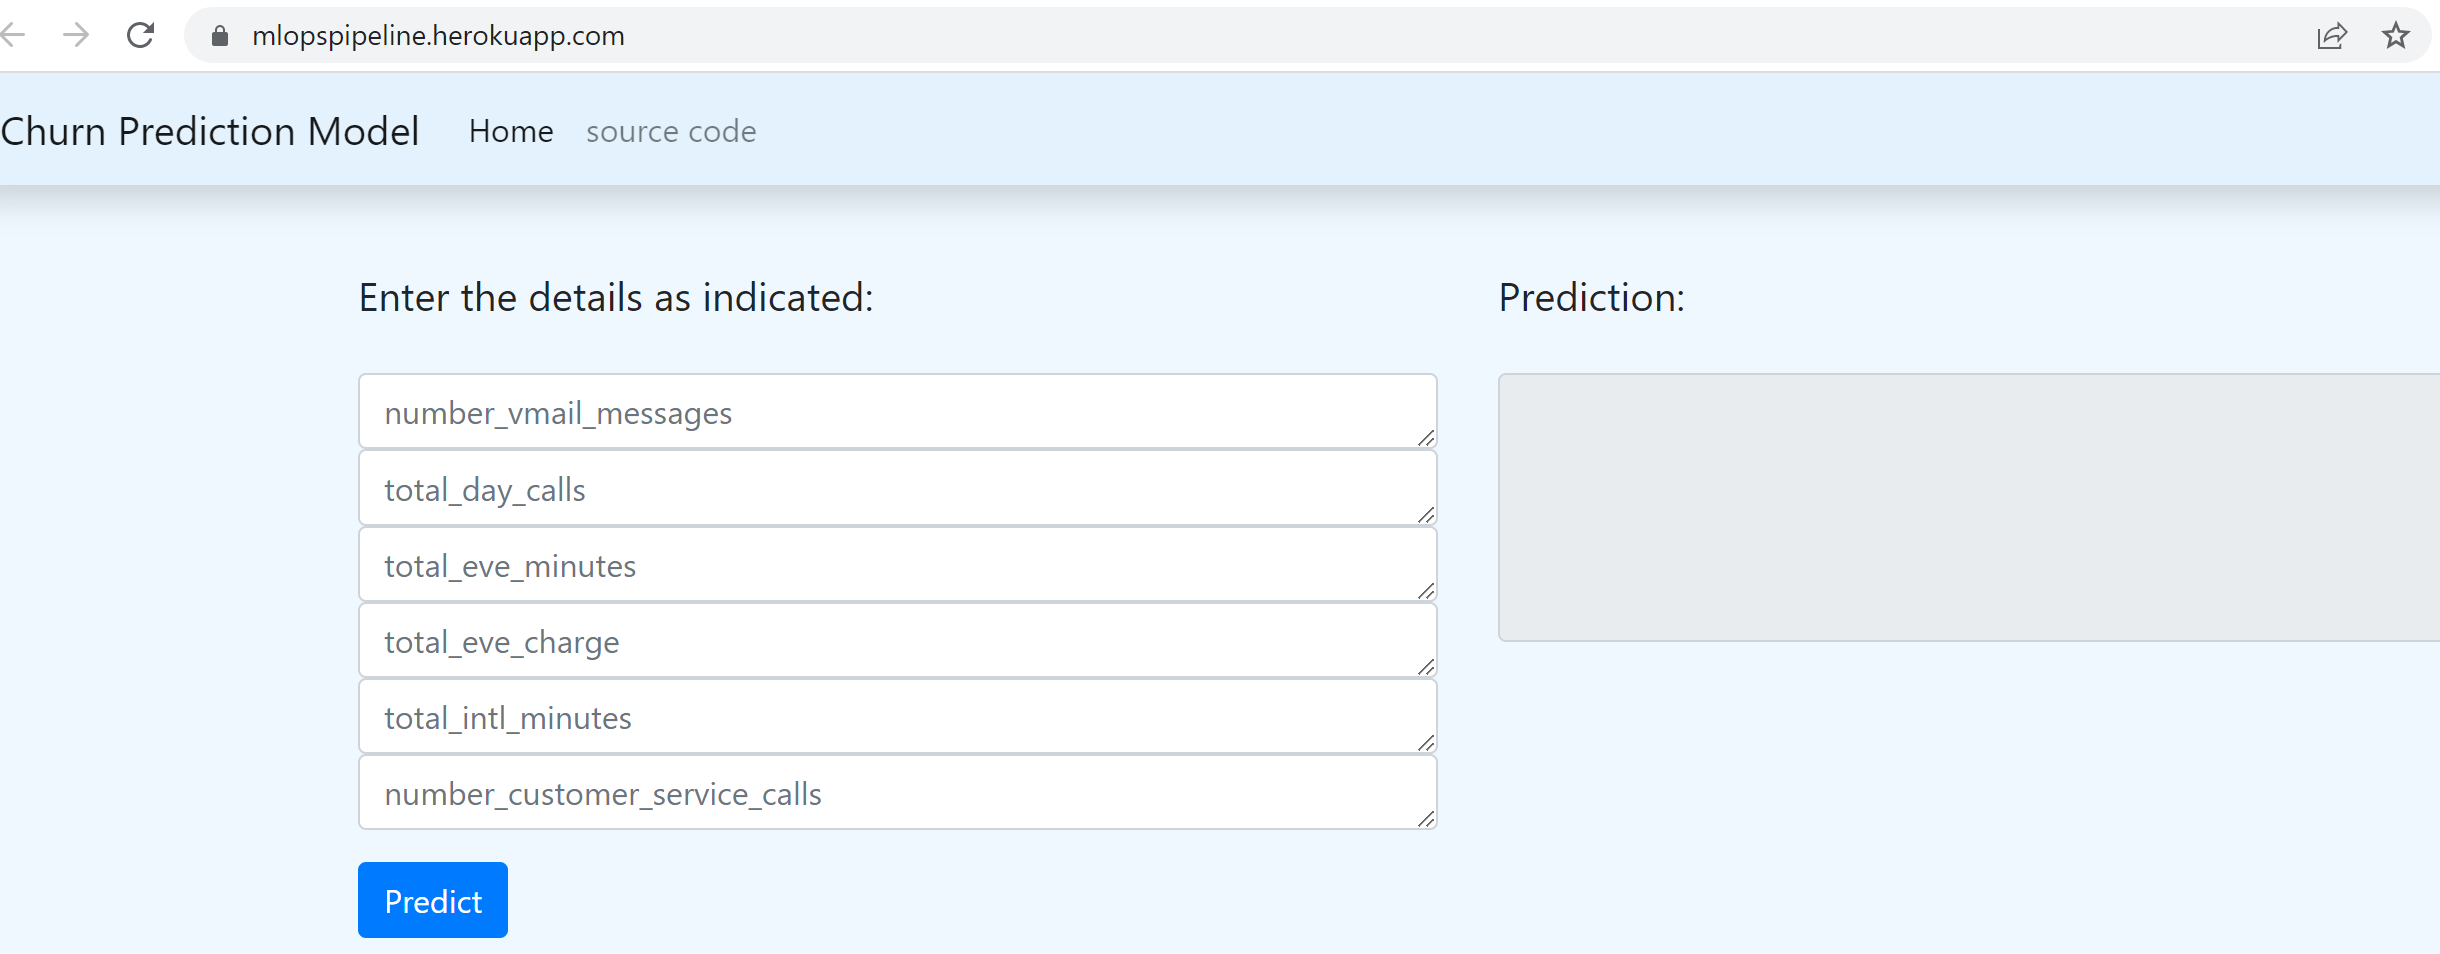 mlopspipeline.herokuapp.com
Churn Prediction Model Home source code
Enter the details as indicated:
Prediction:
number_vmail_messages
total_day_calls
total_eve_minutes
total_eve_charge
total_intl_minutes
number_customer_service_calls
Predict